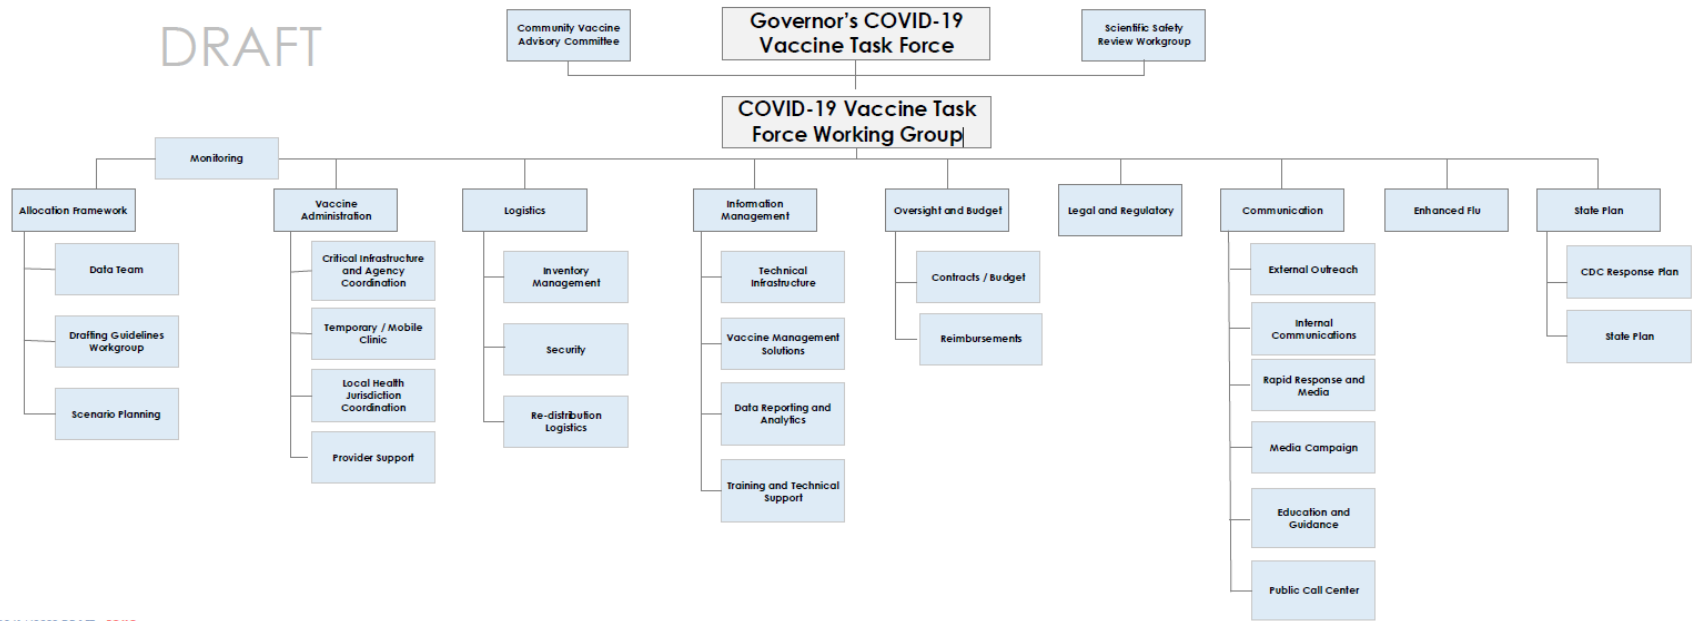 DRAFT
Community Vaccine
Advisory Committee
Governor's COVID-19
Vaccine Task Force
Scientific Safety
Review Workgroup
COVID-19 Vaccine Task
Force Working Group
Monitoring
Allocation Framework
Vaccine
Administration
Logistics
Information
Management
Oversight and Budget
Legal and Regulatory
Communication
Enhanced Flu
State Plan
Data Team
Drafting Guidelines
Workgroup
Scenario Planning
Critical Infrastructure
and Agency
Coordination
Temporary / Mobile
Clinic
Local Health
Jurisdiction
Coordination
Provider Support
Inventory
Management
Security
Re-distribution
Logistics
Technical
Infrastructure
Vaccine Management
Solutions
Data Reporting and
Analytics
Training and Technical
Support
Contracts / Budget
Reimbursements
External Outreach
Internal
Communications
Rapid Response and
Media
Media Campaign
Education and
Guidance
Public Call Center
CDC Response Plan
State Plan